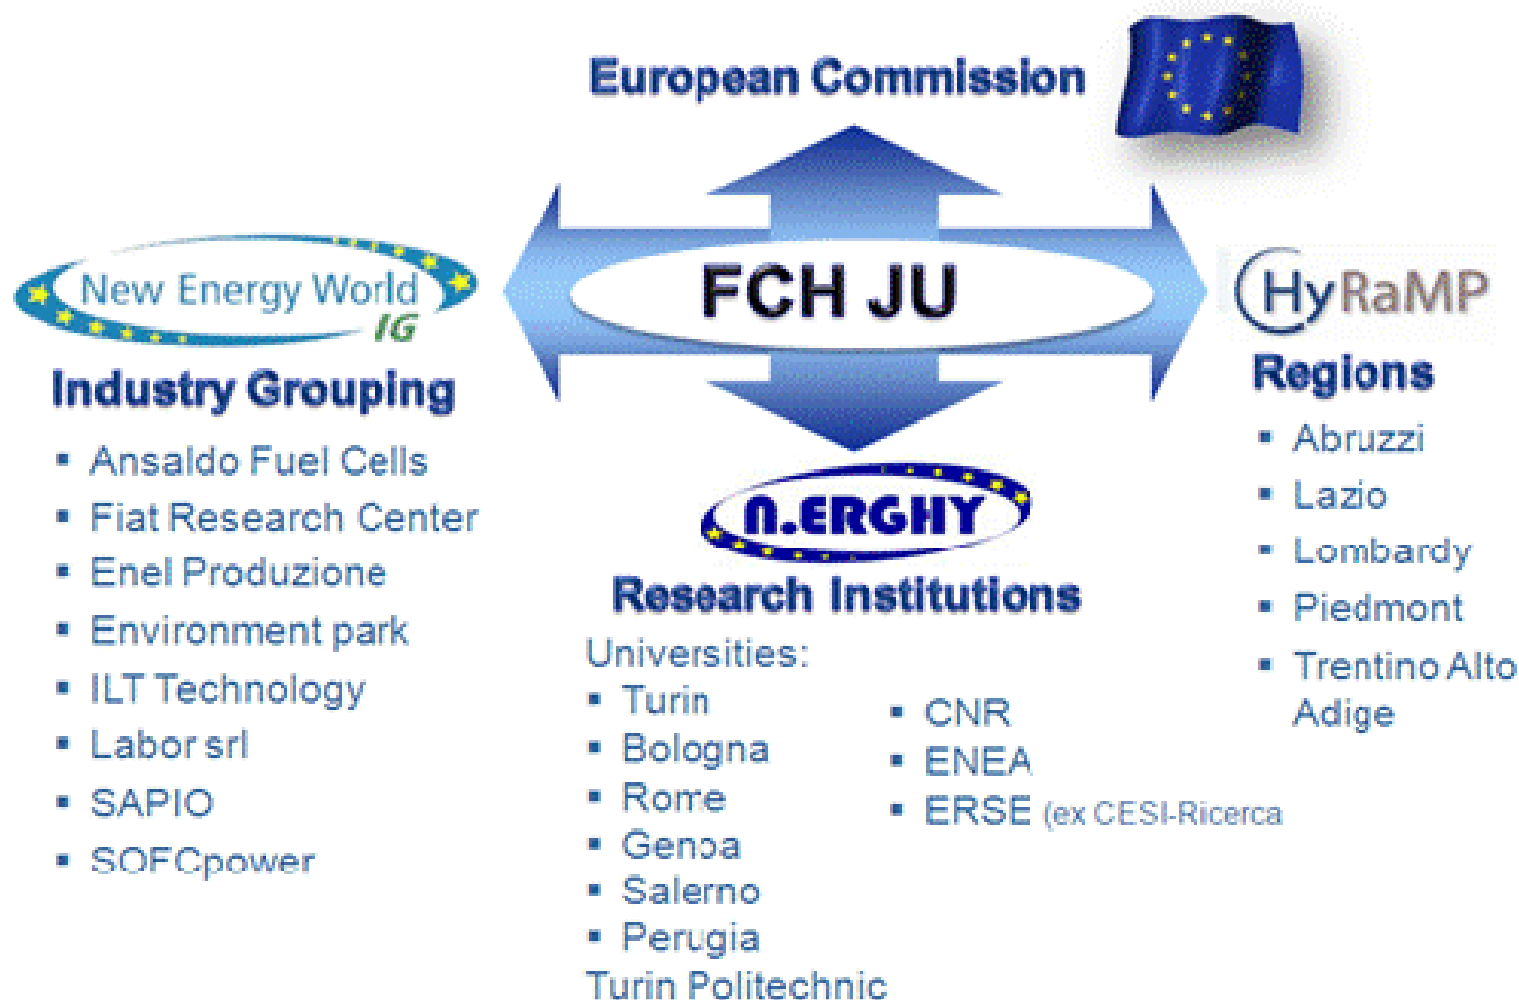 European Commission
FCH JU
New Energy World
IG
Industry Grouping
▪ Ansaldo Fuel Cells
▪ Fiat Research Center
▪ Enel Produzione
▪ Environment park
▪ ILT Technology
▪ Labor srl
▪ SAPIO
▪ SOFCpower
n.ERGHY
Research Institutions
Universities:
▪ Turin
▪ Bologna
▪ Rome
▪ Genoa
▪ Salerno
▪ Perugia
Turin Politechnic
▪ CNR
▪ ENEA
▪ ERSE (ex CESI-Ricerca
HyRaMP
Regions
▪ Abruzzi
▪ Lazio
▪ Lombardy
▪ Piedmont
▪ Trentino Alto
Adige